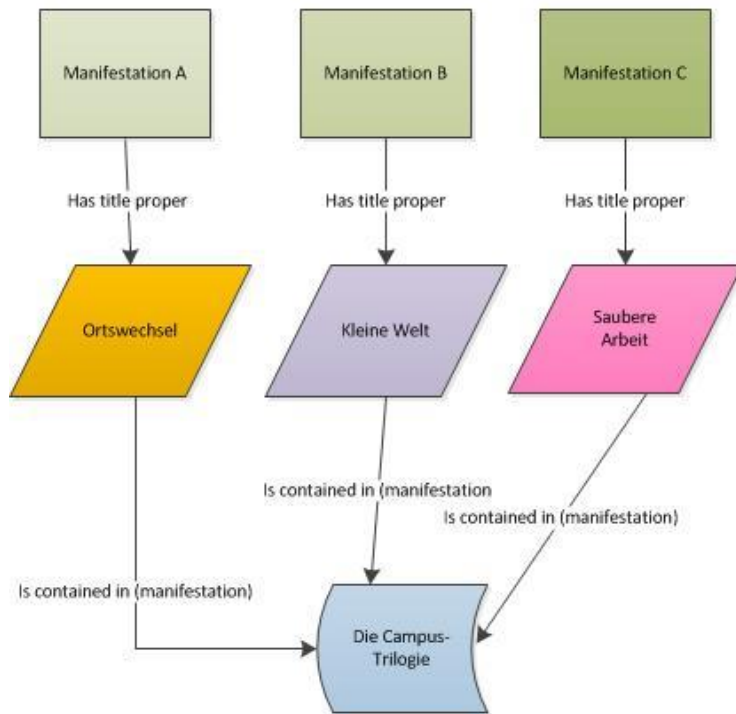 Manifestation A
Manifestation B
Manifestation C
Has title proper
Has title proper
Has title proper
Ortswechsel
Kleine Welt
Saubere
Arbeit
Is contained in (manifestation
Is contained in (manifestation)
Is contained in (manifestation)
Die Campus-
Trilogie